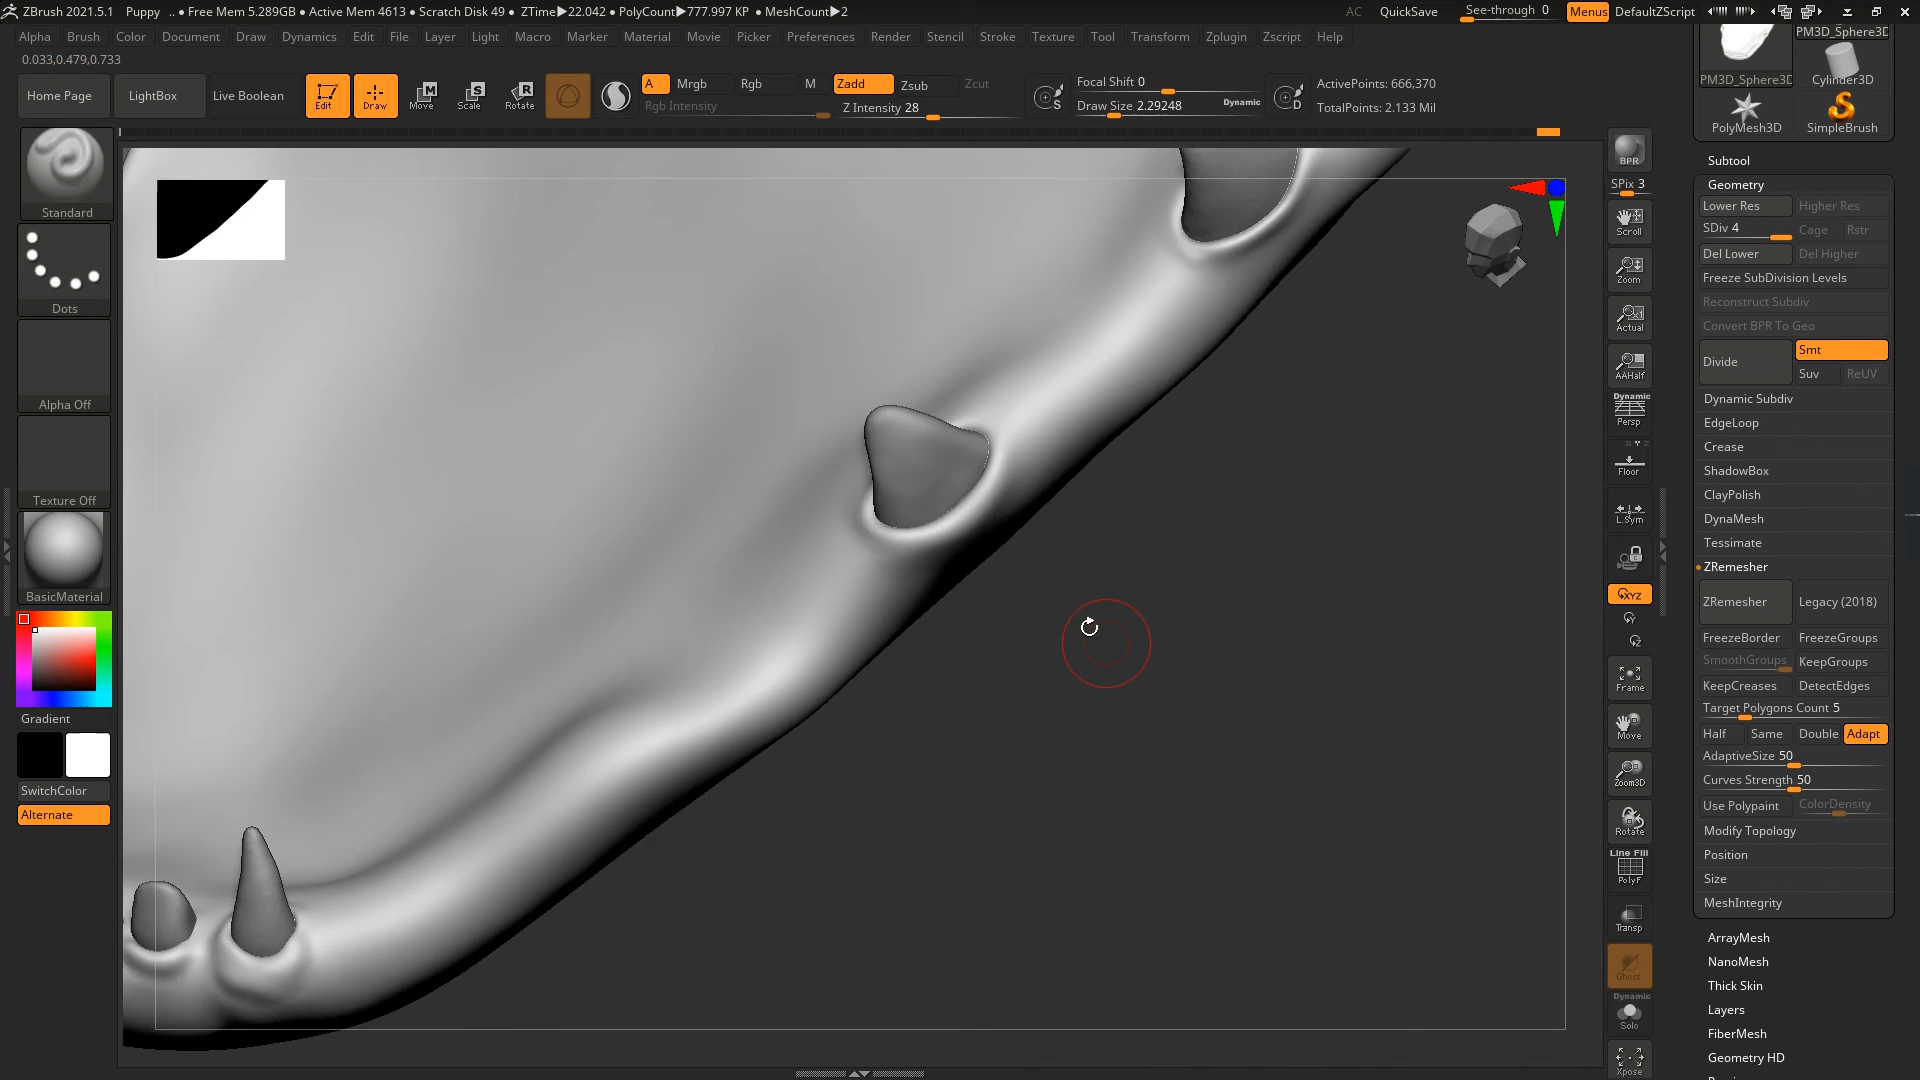 ZBrush 2021.5.1 Puppy .. • Free Mem 5.289GB • Active Mem 4613 • Scratch Disk 49 • ZTime▶22.042 • PolyCount▶777.997 KP • MeshCount▶2 AC QuickSave See-through 0 Menus DefaultZScript
Alpha Brush Color Document Draw Dynamics Edit File Layer Light Macro Marker Material Movie Picker Preferences Render Stencil Stroke Texture Tool Transform Zplugin Zscript Help
0.033,0.479,0.733
Home Page LightBox Live Boolean Edit Draw Move Scale Rotate
A Mrgb Rgb M Zadd Zsub Zcut
Rgb Intensity Z Intensity 28
Focal Shift 0
Draw Size 2.29248 Dynamic
ActivePoints: 666,370
TotalPoints: 2.133 Mil
Standard
Dots
Alpha Off
Texture Off
BasicMaterial
Gradient
SwitchColor
Alternate
BPR
SPix 3
Scroll
Zoom
Actual
AAHalf
Dynamic
Persp
Floor
L.Sym
XYZ
Y
Z
Frame
Move
Zoom3D
Rotate
Line Fill
PolyF
Transp
Ghost
Dynamic
Solo
Xpose
PM3D_Sphere3D
PM3D_Sphere3D Cylinder3D
PolyMesh3D SimpleBrush
Subtool
Geometry
Lower Res Higher Res
SDiv 4 Cage Rstr
Del Lower Del Higher
Freeze SubDivision Levels
Reconstruct Subdiv
Convert BPR To Geo
Divide Smt
Suv ReUV
Dynamic Subdiv
EdgeLoop
Crease
ShadowBox
ClayPolish
DynaMesh
Tessimate
ZRemesher
ZRemesher Legacy (2018)
FreezeBorder FreezeGroups
SmoothGroups KeepGroups
KeepCreases DetectEdges
Target Polygons Count 5
Half Same Double Adapt
AdaptiveSize 50
Curves Strength 50
Use Polypaint ColorDensity
Modify Topology
Position
Size
MeshIntegrity
ArrayMesh
NanoMesh
Thick Skin
Layers
FiberMesh
Geometry HD